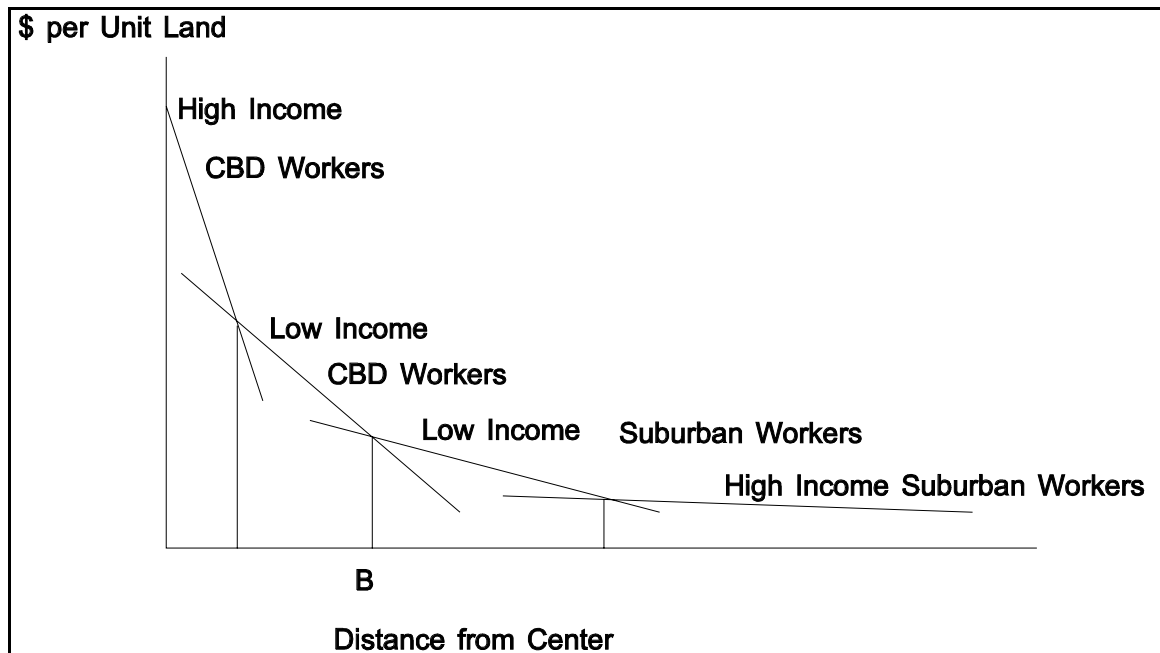 $ per Unit Land
High Income
CBD Workers
Low Income
CBD Workers
Low Income Suburban Workers
High Income Suburban Workers
B
Distance from Center